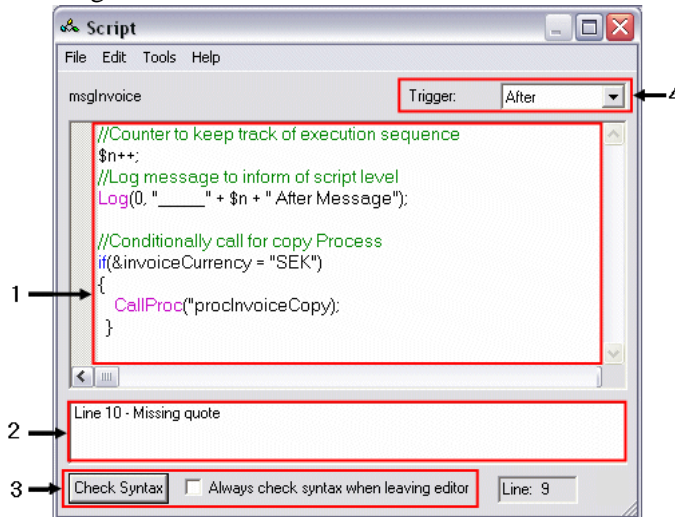 Script
File Edit Tools Help
msgInvoice Trigger: After
4
//Counter to keep track of execution sequence
$n++;
//Log message to inform of script level
Log(0, "_____" + $n + " After Message");
//Conditionally call for copy Process
if(&invoiceCurrency = "SEK")
{
1
CallProc("procInvoiceCopy);
}
Line 10 - Missing quote
2
3
Check Syntax Always check syntax when leaving editor Line: 9